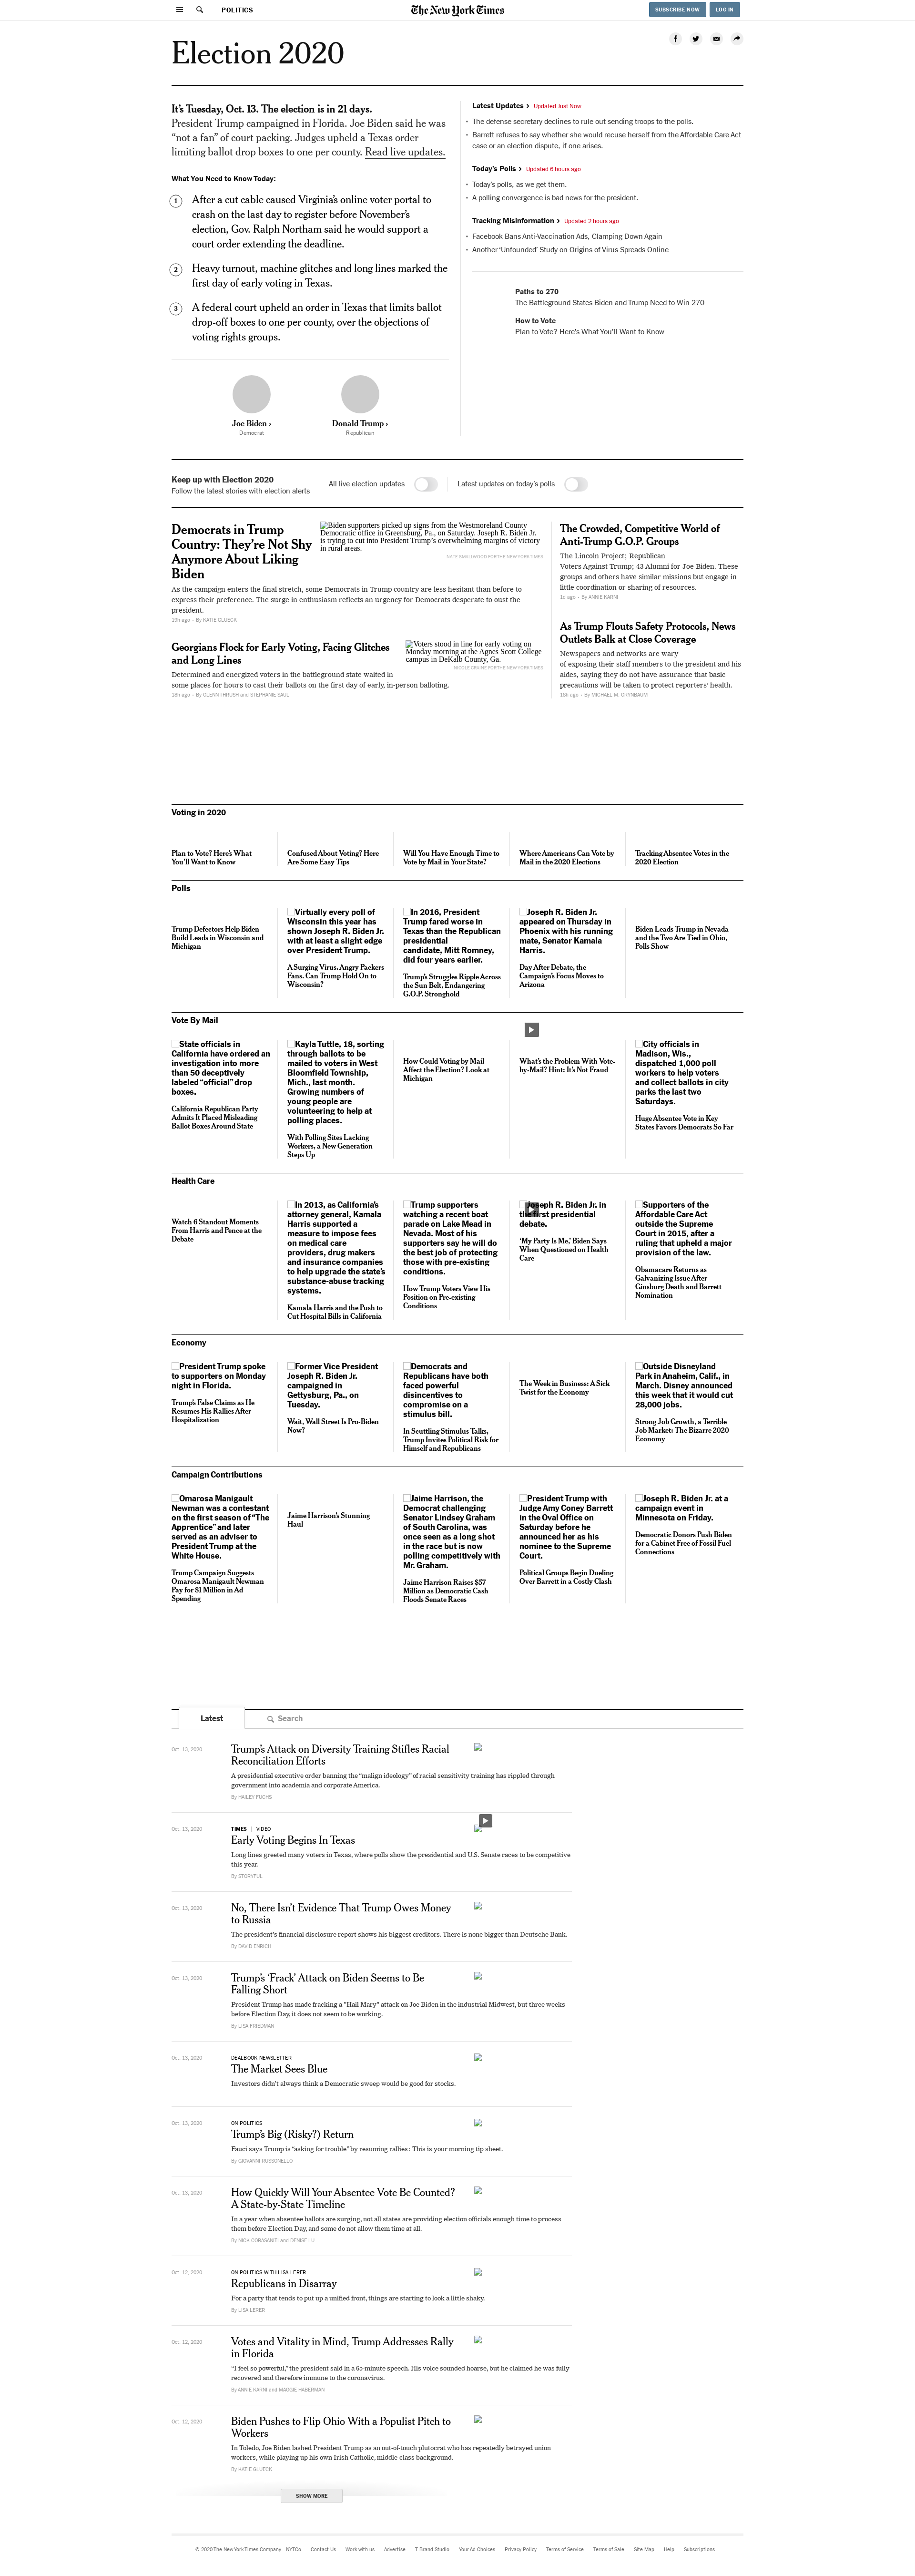 POLITICS
The New York Times
SUBSCRIBE NOW
LOG IN
Election 2020
It's Tuesday, Oct. 13. The election is in 21 days.
President Trump campaigned in Florida. Joe Biden said he was
“not a fan” of court packing. Judges upheld a Texas order
limiting ballot drop boxes to one per county. Read live updates.
What You Need to Know Today:
1
After a cut cable caused Virginia's online voter portal to
crash on the last day to register before November's
election, Gov. Ralph Northam said he would support a
court order extending the deadline.
2
Heavy turnout, machine glitches and long lines marked the
first day of early voting in Texas.
3
A federal court upheld an order in Texas that limits ballot
drop-off boxes to one per county, over the objections of
voting rights groups.
Joe Biden ›
Democrat
Donald Trump ›
Republican
Latest Updates › Updated Just Now
• The defense secretary declines to rule out sending troops to the polls.
• Barrett refuses to say whether she would recuse herself from the Affordable Care Act
case or an election dispute, if one arises.
Today's Polls › Updated 6 hours ago
• Today's polls, as we get them.
• A polling convergence is bad news for the president.
Tracking Misinformation › Updated 2 hours ago
• Facebook Bans Anti-Vaccination Ads, Clamping Down Again
• Another ‘Unfounded’ Study on Origins of Virus Spreads Online
Paths to 270
The Battleground States Biden and Trump Need to Win 270
How to Vote
Plan to Vote? Here's What You'll Want to Know
Keep up with Election 2020
Follow the latest stories with election alerts
All live election updates
Latest updates on today's polls
Democrats in Trump
Country: They're Not Shy
Anymore About Liking
Biden
Biden supporters picked up signs from the Westmoreland County
Democratic office in Greensburg, Pa., on Saturday. Joseph R. Biden Jr.
is trying to cut into President Trump's overwhelming margins of victory
in rural areas.
NATE SMALLWOOD FOR THE NEW YORK TIMES
As the campaign enters the final stretch, some Democrats in Trump country are less hesitant than before to
express their preference. The surge in enthusiasm reflects an urgency for Democrats desperate to oust the
president.
19h ago – By KATIE GLUECK
Georgians Flock for Early Voting, Facing Glitches
and Long Lines
Voters stood in line for early voting on
Monday morning at the Agnes Scott College
campus in DeKalb County, Ga.
NICOLE CRAINE FOR THE NEW YORK TIMES
Determined and energized voters in the battleground state waited in
some places for hours to cast their ballots on the first day of early, in-person balloting.
18h ago – By GLENN THRUSH and STEPHANIE SAUL
The Crowded, Competitive World of
Anti-Trump G.O.P. Groups
The Lincoln Project; Republican
Voters Against Trump; 43 Alumni for Joe Biden. These
groups and others have similar missions but engage in
little coordination or sharing of resources.
1d ago – By ANNIE KARNI
As Trump Flouts Safety Protocols, News
Outlets Balk at Close Coverage
Newspapers and networks are wary
of exposing their staff members to the president and his
aides, saying they do not have assurance that basic
precautions will be taken to protect reporters' health.
18h ago – By MICHAEL M. GRYNBAUM
Voting in 2020
Plan to Vote? Here's What
You'll Want to Know
Confused About Voting? Here
Are Some Easy Tips
Will You Have Enough Time to
Vote by Mail in Your State?
Where Americans Can Vote by
Mail in the 2020 Elections
Tracking Absentee Votes in the
2020 Election
Polls
Trump Defectors Help Biden
Build Leads in Wisconsin and
Michigan
Virtually every poll of
Wisconsin this year has
shown Joseph R. Biden Jr.
with at least a slight edge
over President Trump.
A Surging Virus. Angry Packers
Fans. Can Trump Hold On to
Wisconsin?
In 2016, President
Trump fared worse in
Texas than the Republican
presidential
candidate, Mitt Romney,
did four years earlier.
Trump's Struggles Ripple Across
the Sun Belt, Endangering
G.O.P. Stronghold
Joseph R. Biden Jr.
appeared on Thursday in
Phoenix with his running
mate, Senator Kamala
Harris.
Day After Debate, the
Campaign's Focus Moves to
Arizona
Biden Leads Trump in Nevada
and the Two Are Tied in Ohio,
Polls Show
Vote By Mail
State officials in
California have ordered an
investigation into more
than 50 deceptively
labeled “official” drop
boxes.
California Republican Party
Admits It Placed Misleading
Ballot Boxes Around State
Kayla Tuttle, 18, sorting
through ballots to be
mailed to voters in West
Bloomfield Township,
Mich., last month.
Growing numbers of
young people are
volunteering to help at
polling places.
With Polling Sites Lacking
Workers, a New Generation
Steps Up
How Could Voting by Mail
Affect the Election? Look at
Michigan
What's the Problem With Vote-
by-Mail? Hint: It's Not Fraud
City officials in
Madison, Wis.,
dispatched 1,000 poll
workers to help voters
and collect ballots in city
parks the last two
Saturdays.
Huge Absentee Vote in Key
States Favors Democrats So Far
Health Care
Watch 6 Standout Moments
From Harris and Pence at the
Debate
In 2013, as California's
attorney general, Kamala
Harris supported a
measure to impose fees
on medical care
providers, drug makers
and insurance companies
to help upgrade the state's
substance-abuse tracking
systems.
Kamala Harris and the Push to
Cut Hospital Bills in California
Trump supporters
watching a recent boat
parade on Lake Mead in
Nevada. Most of his
supporters say he will do
the best job of protecting
those with pre-existing
conditions.
How Trump Voters View His
Position on Pre-existing
Conditions
Joseph R. Biden Jr. in
the first presidential
debate.
‘My Party Is Me,’ Biden Says
When Questioned on Health
Care
Supporters of the
Affordable Care Act
outside the Supreme
Court in 2015, after a
ruling that upheld a major
provision of the law.
Obamacare Returns as
Galvanizing Issue After
Ginsburg Death and Barrett
Nomination
Economy
President Trump spoke
to supporters on Monday
night in Florida.
Trump's False Claims as He
Resumes His Rallies After
Hospitalization
Former Vice President
Joseph R. Biden Jr.
campaigned in
Gettysburg, Pa., on
Tuesday.
Wait, Wall Street Is Pro-Biden
Now?
Democrats and
Republicans have both
faced powerful
disincentives to
compromise on a
stimulus bill.
In Scuttling Stimulus Talks,
Trump Invites Political Risk for
Himself and Republicans
The Week in Business: A Sick
Twist for the Economy
Outside Disneyland
Park in Anaheim, Calif., in
March. Disney announced
this week that it would cut
28,000 jobs.
Strong Job Growth, a Terrible
Job Market: The Bizarre 2020
Economy
Campaign Contributions
Omarosa Manigault
Newman was a contestant
on the first season of “The
Apprentice” and later
served as an adviser to
President Trump at the
White House.
Trump Campaign Suggests
Omarosa Manigault Newman
Pay for $1 Million in Ad
Spending
Jaime Harrison's Stunning
Haul
Jaime Harrison, the
Democrat challenging
Senator Lindsey Graham
of South Carolina, was
once seen as a long shot
in the race but is now
polling competitively with
Mr. Graham.
Jaime Harrison Raises $57
Million as Democratic Cash
Floods Senate Races
President Trump with
Judge Amy Coney Barrett
in the Oval Office on
Saturday before he
announced her as his
nominee to the Supreme
Court.
Political Groups Begin Dueling
Over Barrett in a Costly Clash
Joseph R. Biden Jr. at a
campaign event in
Minnesota on Friday.
Democratic Donors Push Biden
for a Cabinet Free of Fossil Fuel
Connections
Latest
Search
Oct. 13, 2020
Trump's Attack on Diversity Training Stifles Racial
Reconciliation Efforts
A presidential executive order banning the “malign ideology” of racial sensitivity training has rippled through
government into academia and corporate America.
By HAILEY FUCHS
Oct. 13, 2020
TIMES | VIDEO
Early Voting Begins In Texas
Long lines greeted many voters in Texas, where polls show the presidential and U.S. Senate races to be competitive
this year.
By STORYFUL
Oct. 13, 2020
No, There Isn't Evidence That Trump Owes Money
to Russia
The president's financial disclosure report shows his biggest creditors. There is none bigger than Deutsche Bank.
By DAVID ENRICH
Oct. 13, 2020
Trump's ‘Frack’ Attack on Biden Seems to Be
Falling Short
President Trump has made fracking a “Hail Mary” attack on Joe Biden in the industrial Midwest, but three weeks
before Election Day, it does not seem to be working.
By LISA FRIEDMAN
Oct. 13, 2020
DEALBOOK NEWSLETTER
The Market Sees Blue
Investors didn't always think a Democratic sweep would be good for stocks.
Oct. 13, 2020
ON POLITICS
Trump's Big (Risky?) Return
Fauci says Trump is “asking for trouble” by resuming rallies: This is your morning tip sheet.
By GIOVANNI RUSSONELLO
Oct. 13, 2020
How Quickly Will Your Absentee Vote Be Counted?
A State-by-State Timeline
In a year when absentee ballots are surging, not all states are providing election officials enough time to process
them before Election Day, and some do not allow them time at all.
By NICK CORASANITI and DENISE LU
Oct. 12, 2020
ON POLITICS WITH LISA LERER
Republicans in Disarray
For a party that tends to put up a unified front, things are starting to look a little shaky.
By LISA LERER
Oct. 12, 2020
Votes and Vitality in Mind, Trump Addresses Rally
in Florida
“I feel so powerful,” the president said in a 65-minute speech. His voice sounded hoarse, but he claimed he was fully
recovered and therefore immune to the coronavirus.
By ANNIE KARNI and MAGGIE HABERMAN
Oct. 12, 2020
Biden Pushes to Flip Ohio With a Populist Pitch to
Workers
In Toledo, Joe Biden lashed President Trump as an out-of-touch plutocrat who has repeatedly betrayed union
workers, while playing up his own Irish Catholic, middle-class background.
By KATIE GLUECK
SHOW MORE
© 2020 The New York Times Company NYTCo Contact Us Work with us Advertise T Brand Studio Your Ad Choices Privacy Policy Terms of Service Terms of Sale Site Map Help Subscriptions